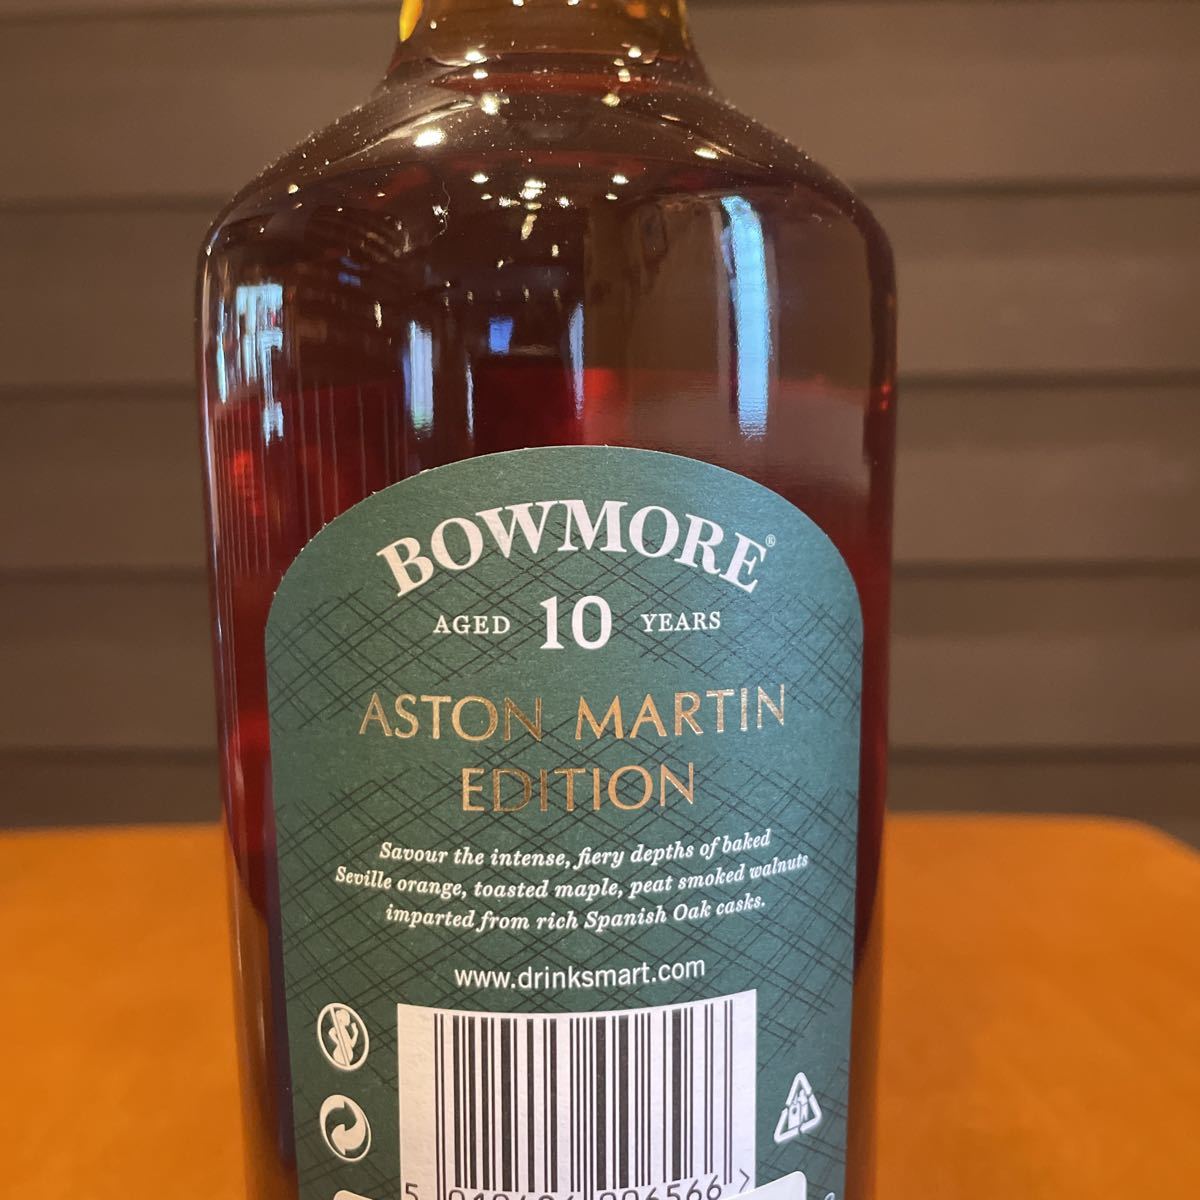 BOWMORE®
AGED 10 YEARS
ASTON MARTIN
EDITION
Savour the intense, fiery depths of baked
Seville orange, toasted maple, peat smoked walnuts
imparted from rich Spanish Oak casks.
www.drinksmart.com